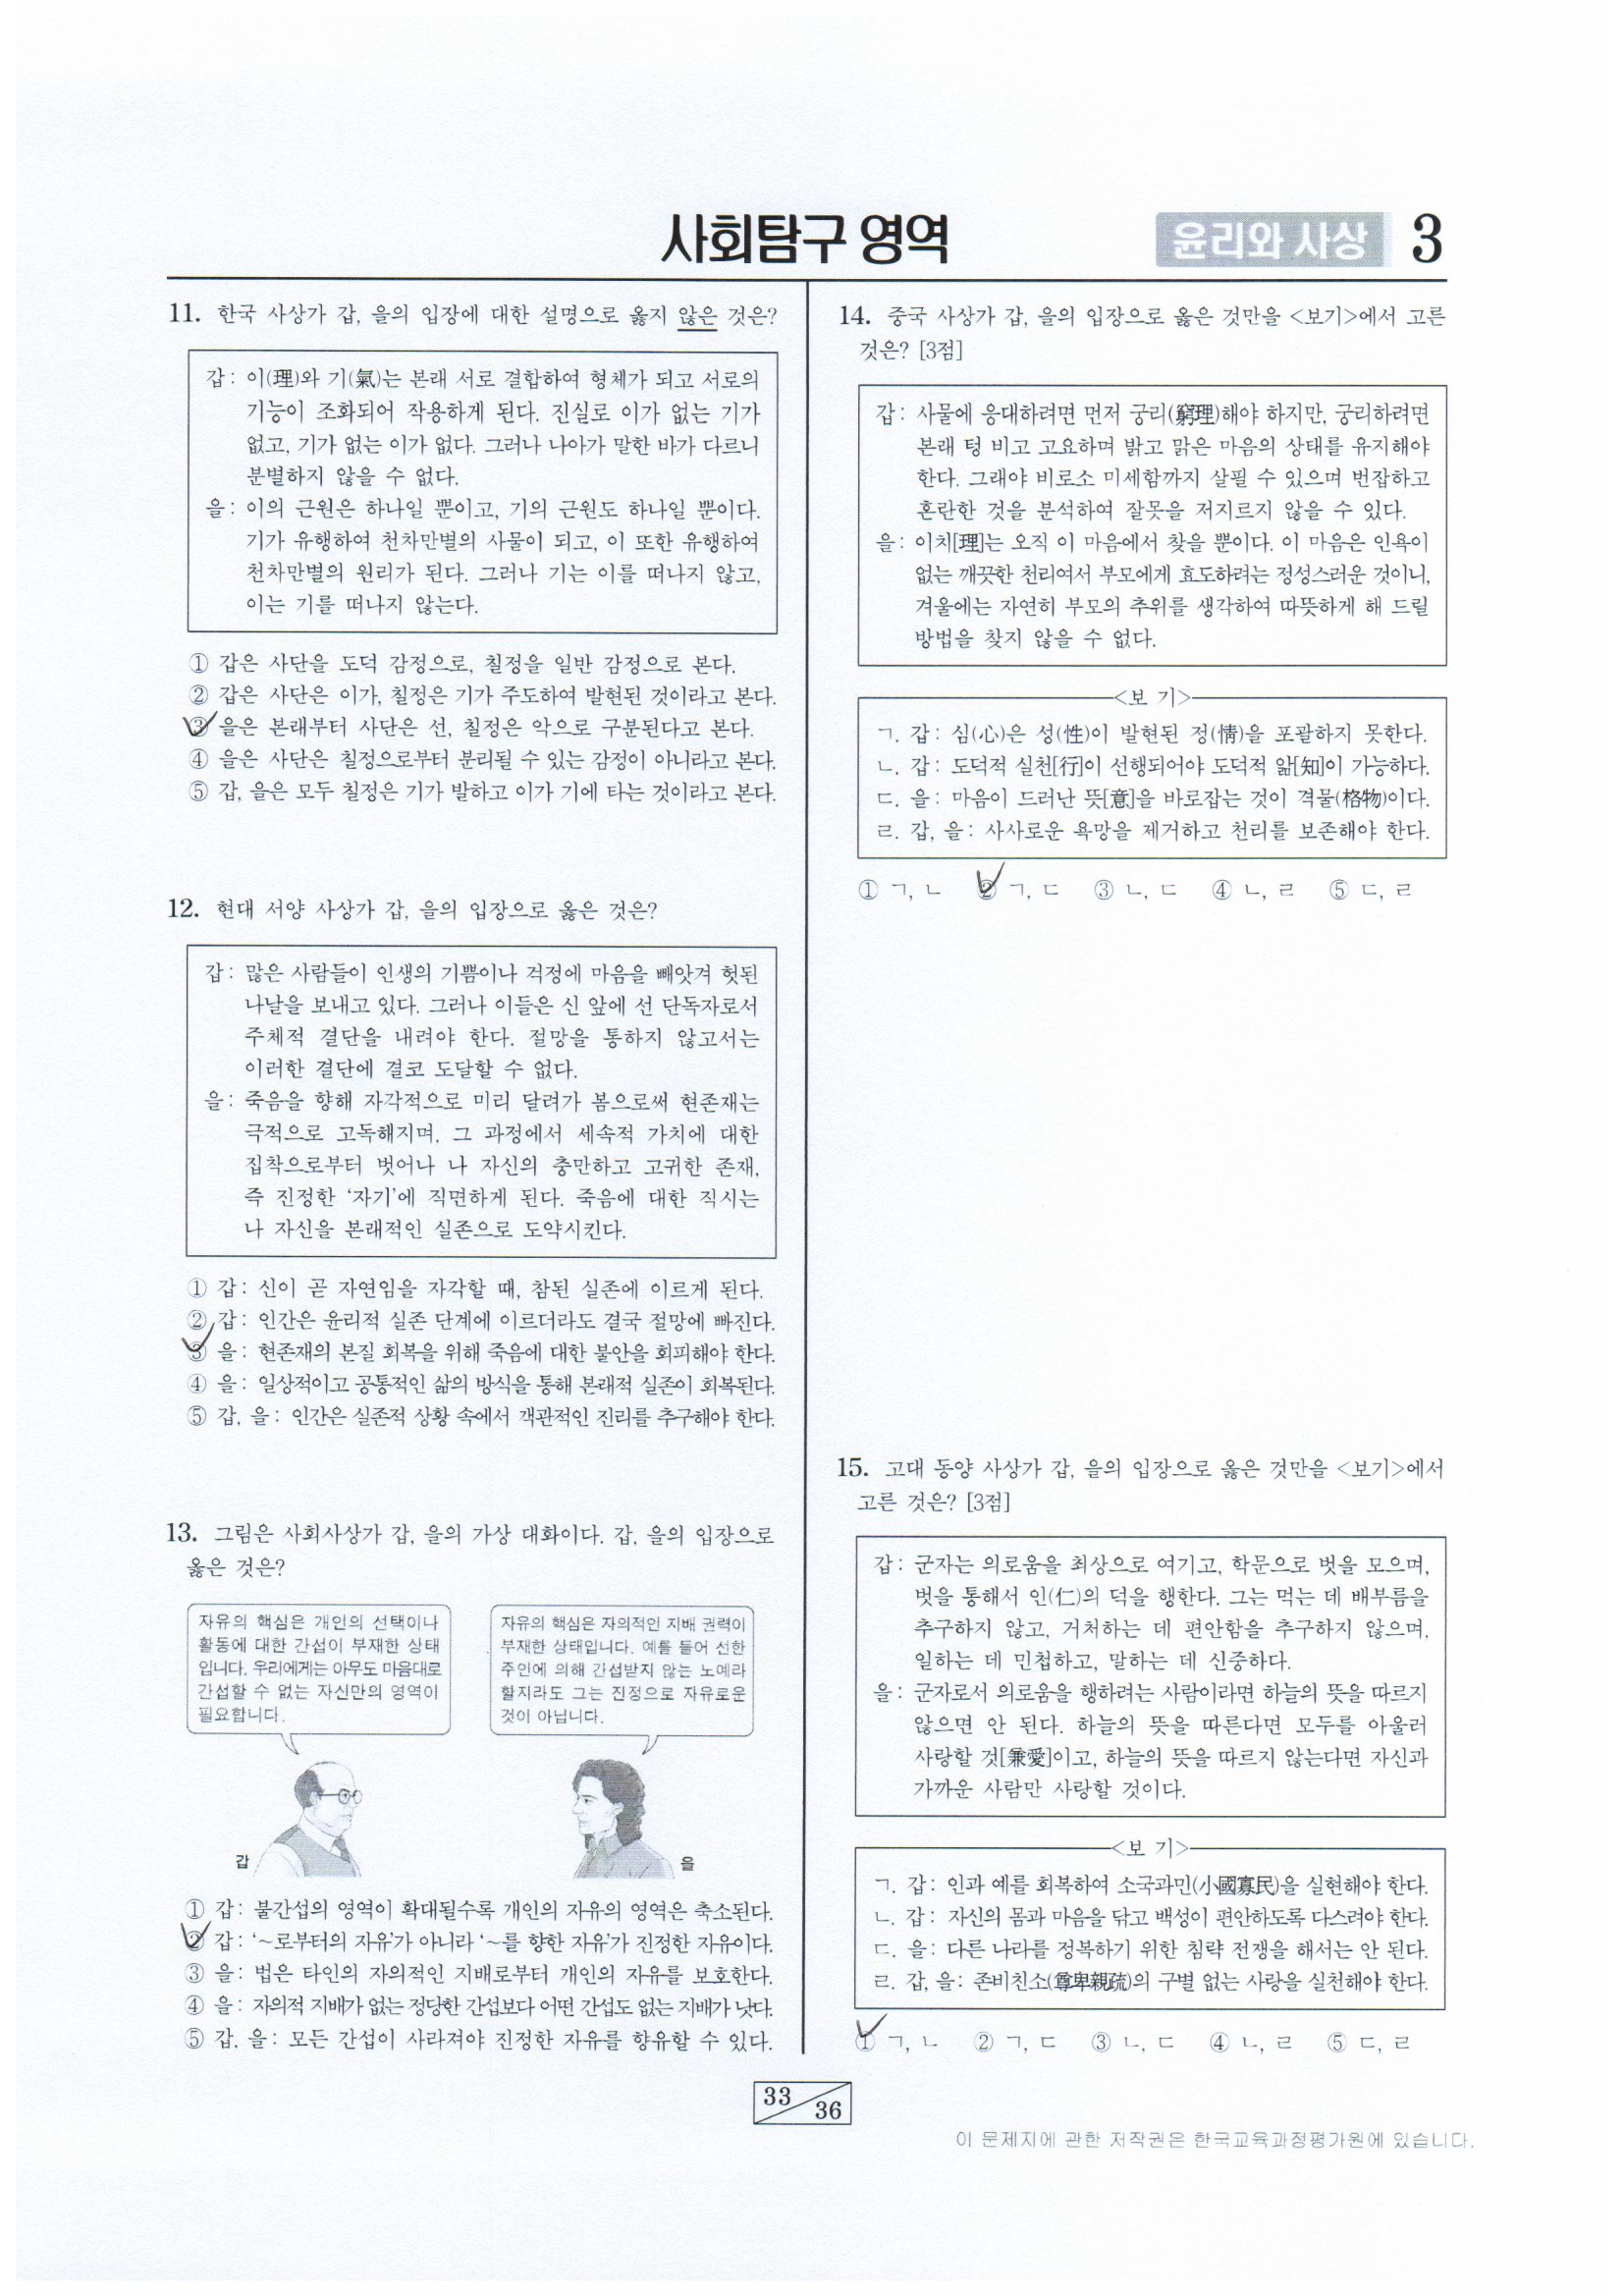 사회탐구 영역
윤리와 사상
3
11. 한국 사상가 갑, 을의 입장에 대한 설명으로 옳지 않은 것은?
갑: 이(理)와 기(氣)는 본래 서로 결합하여 형체가 되고 서로의
기능이 조화되어 작용하게 된다. 진실로 이가 없는 기가
없고, 기가 없는 이가 없다. 그러나 나아가 말한 바가 다르니
분별하지 않을 수 없다.
을: 이의 근원은 하나일 뿐이고, 기의 근원도 하나일 뿐이다.
기가 유행하여 천차만별의 사물이 되고, 이 또한 유행하여
천차만별의 원리가 된다. 그러나 기는 이를 떠나지 않고,
이는 기를 떠나지 않는다.
① 갑은 사단을 도덕 감정으로, 칠정을 일반 감정으로 본다.
② 갑은 사단은 이가, 칠정은 기가 주도하여 발현된 것이라고 본다.
③ 을은 본래부터 사단은 선, 칠정은 악으로 구분된다고 본다.
④ 을은 사단은 칠정으로부터 분리될 수 있는 감정이 아니라고 본다.
⑤ 갑, 을은 모두 칠정은 기가 발하고 이가 기에 타는 것이라고 본다.
12. 현대 서양 사상가 갑, 을의 입장으로 옳은 것은?
갑: 많은 사람들이 인생의 기쁨이나 걱정에 마음을 빼앗겨 헛된
나날을 보내고 있다. 그러나 이들은 신 앞에 선 단독자로서
주체적 결단을 내려야 한다. 절망을 통하지 않고서는
이러한 결단에 결코 도달할 수 없다.
을: 죽음을 향해 자각적으로 미리 달려가 봄으로써 현존재는
극적으로 고독해지며, 그 과정에서 세속적 가치에 대한
집착으로부터 벗어나 나 자신의 충만하고 고귀한 존재,
즉 진정한 ‘자기’에 직면하게 된다. 죽음에 대한 직시는
나 자신을 본래적인 실존으로 도약시킨다.
① 갑: 신이 곧 자연임을 자각할 때, 참된 실존에 이르게 된다.
② 갑: 인간은 윤리적 실존 단계에 이르더라도 결국 절망에 빠진다.
③ 을: 현존재의 본질 회복을 위해 죽음에 대한 불안을 회피해야 한다.
④ 을: 일상적이고 공통적인 삶의 방식을 통해 본래적 실존이 회복된다.
⑤ 갑, 을: 인간은 실존적 상황 속에서 객관적인 진리를 추구해야 한다.
13. 그림은 사회사상가 갑, 을의 가상 대화이다. 갑, 을의 입장으로
옳은 것은?
자유의 핵심은 개인의 선택이나
활동에 대한 간섭이 부재한 상태
입니다. 우리에게는 아무도 마음대로
간섭할 수 없는 자신만의 영역이
필요합니다.
자유의 핵심은 자의적인 지배 권력이
부재한 상태입니다. 예를 들어 선한
주인에 의해 간섭받지 않는 노예라
할지라도 그는 진정으로 자유로운
것이 아닙니다.
갑
을
① 갑: 불간섭의 영역이 확대될수록 개인의 자유의 영역은 축소된다.
② 갑: ‘~로부터의 자유’가 아니라 ‘~를 향한 자유’가 진정한 자유이다.
③ 을: 법은 타인의 자의적인 지배로부터 개인의 자유를 보호한다.
④ 을: 자의적 지배가 없는 정당한 간섭보다 어떤 간섭도 없는 지배가 낫다.
⑤ 갑, 을: 모든 간섭이 사라져야 진정한 자유를 향유할 수 있다.
14. 중국 사상가 갑, 을의 입장으로 옳은 것만을 <보기>에서 고른
것은? [3점]
갑: 사물에 응대하려면 먼저 궁리(窮理)해야 하지만, 궁리하려면
본래 텅 비고 고요하며 밝고 맑은 마음의 상태를 유지해야
한다. 그래야 비로소 미세함까지 살필 수 있으며 번잡하고
혼란한 것을 분석하여 잘못을 저지르지 않을 수 있다.
을: 이치[理]는 오직 이 마음에서 찾을 뿐이다. 이 마음은 인욕이
없는 깨끗한 천리여서 부모에게 효도하려는 정성스러운 것이니,
겨울에는 자연히 부모의 추위를 생각하여 따뜻하게 해 드릴
방법을 찾지 않을 수 없다.
<보 기>
ㄱ. 갑: 심(心)은 성(性)이 발현된 정(情)을 포괄하지 못한다.
ㄴ. 갑: 도덕적 실천[行]이 선행되어야 도덕적 앎[知]이 가능하다.
ㄷ. 을: 마음이 드러난 뜻[意]을 바로잡는 것이 격물(格物)이다.
ㄹ. 갑, 을: 사사로운 욕망을 제거하고 천리를 보존해야 한다.
① ㄱ, ㄴ ② ㄱ, ㄷ ③ ㄴ, ㄷ ④ ㄴ, ㄹ ⑤ ㄷ, ㄹ
15. 고대 동양 사상가 갑, 을의 입장으로 옳은 것만을 <보기>에서
고른 것은? [3점]
갑: 군자는 의로움을 최상으로 여기고, 학문으로 벗을 모으며,
벗을 통해서 인(仁)의 덕을 행한다. 그는 먹는 데 배부름을
추구하지 않고, 거처하는 데 편안함을 추구하지 않으며,
일하는 데 민첩하고, 말하는 데 신중하다.
을: 군자로서 의로움을 행하려는 사람이라면 하늘의 뜻을 따르지
않으면 안 된다. 하늘의 뜻을 따른다면 모두를 아울러
사랑할 것[兼愛]이고, 하늘의 뜻을 따르지 않는다면 자신과
가까운 사람만 사랑할 것이다.
<보 기>
ㄱ. 갑: 인과 예를 회복하여 소국과민(小國寡民)을 실현해야 한다.
ㄴ. 갑: 자신의 몸과 마음을 닦고 백성이 편안하도록 다스려야 한다.
ㄷ. 을: 다른 나라를 정복하기 위한 침략 전쟁을 해서는 안 된다.
ㄹ. 갑, 을: 존비친소(尊卑親疏)의 구별 없는 사랑을 실천해야 한다.
① ㄱ, ㄴ ② ㄱ, ㄷ ③ ㄴ, ㄷ ④ ㄴ, ㄹ ⑤ ㄷ, ㄹ
33
36
이 문제지에 관한 저작권은 한국교육과정평가원에 있습니다.